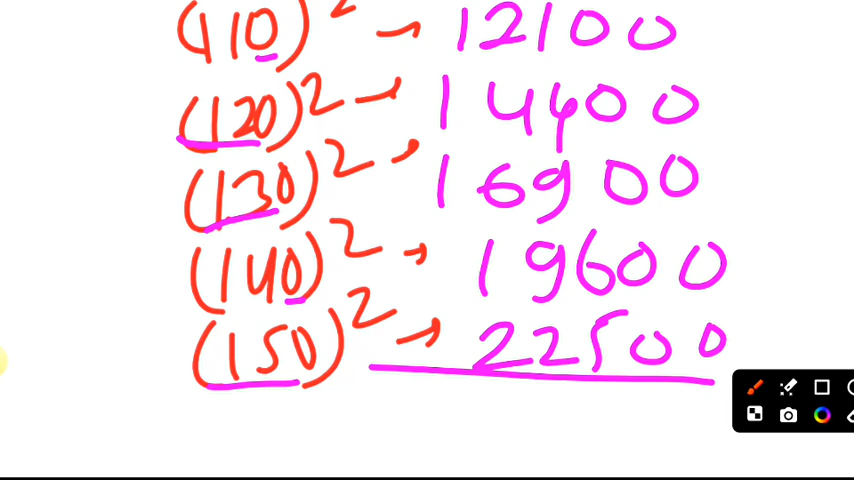 (110)² → 12100
(120)² → 14400
(130)² → 16900
(140)² → 19600
(150)² → 22500